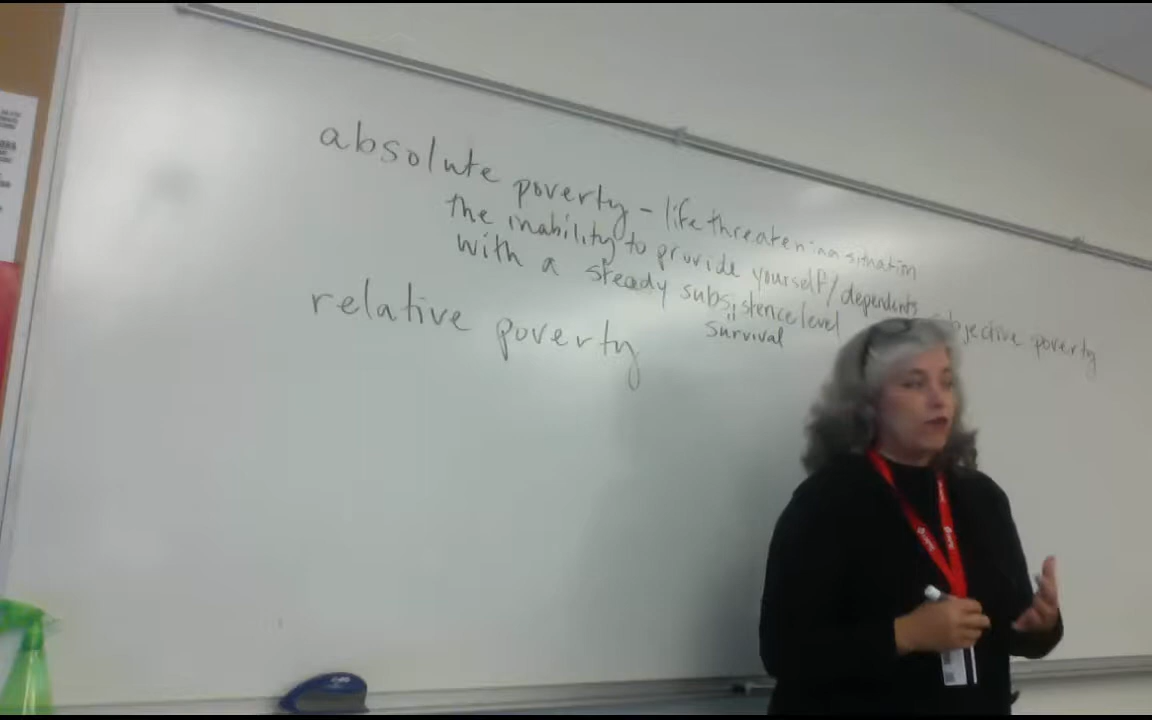 absolute poverty - life threatening situation
the inability to provide yourself/dependents
with a steady subsistence level
"
survival
objective poverty
relative poverty